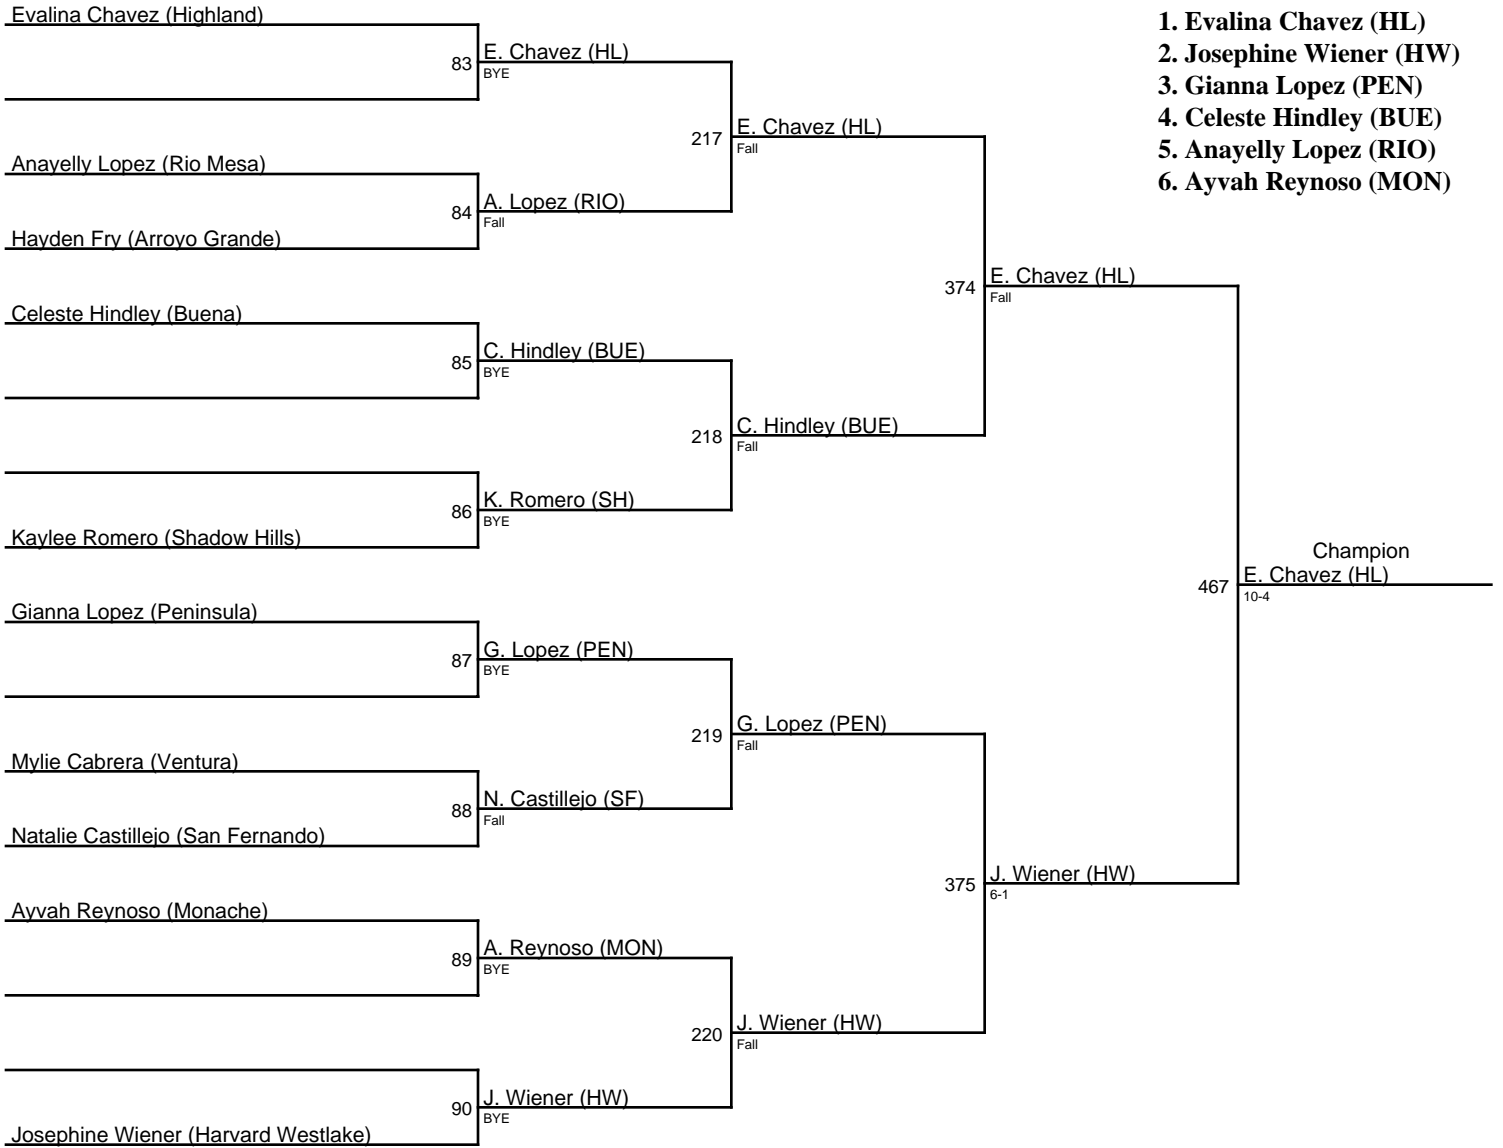 Evalina Chavez (Highland)
83
E. Chavez (HL)
BYE
217
E. Chavez (HL)
Fall
Anayelly Lopez (Rio Mesa)
84
A. Lopez (RIO)
Fall
Hayden Fry (Arroyo Grande)
374
E. Chavez (HL)
Fall
Celeste Hindley (Buena)
85
C. Hindley (BUE)
BYE
218
C. Hindley (BUE)
Fall
86
K. Romero (SH)
BYE
Kaylee Romero (Shadow Hills)
Champion
467
E. Chavez (HL)
10-4
Gianna Lopez (Peninsula)
87
G. Lopez (PEN)
BYE
219
G. Lopez (PEN)
Fall
Mylie Cabrera (Ventura)
88
N. Castillejo (SF)
Fall
Natalie Castillejo (San Fernando)
375
J. Wiener (HW)
6-1
Ayvah Reynoso (Monache)
89
A. Reynoso (MON)
BYE
220
J. Wiener (HW)
Fall
90
J. Wiener (HW)
BYE
Josephine Wiener (Harvard Westlake)
1. Evalina Chavez (HL)
2. Josephine Wiener (HW)
3. Gianna Lopez (PEN)
4. Celeste Hindley (BUE)
5. Anayelly Lopez (RIO)
6. Ayvah Reynoso (MON)